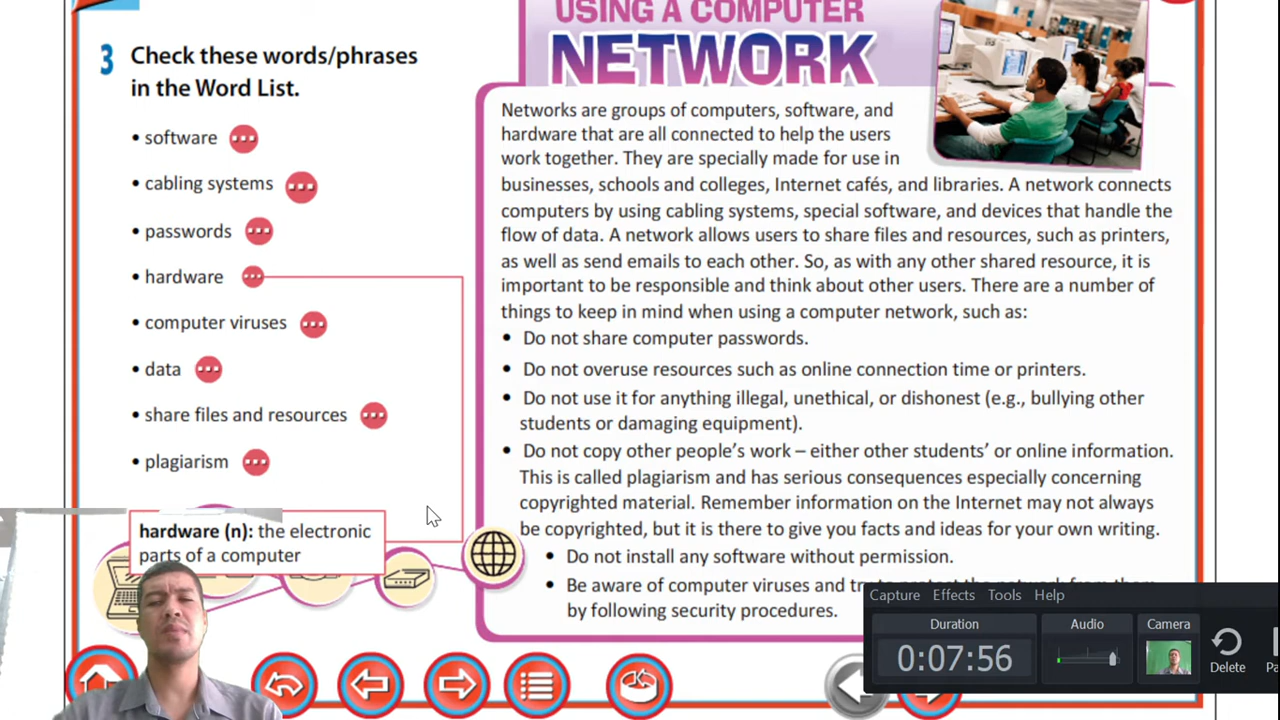 3 Check these words/phrases
in the Word List.
• software
• cabling systems
• passwords
• hardware
• computer viruses
• data
• share files and resources
• plagiarism
hardware (n): the electronic
parts of a computer
USING A COMPUTER
NETWORK
Networks are groups of computers, software, and
hardware that are all connected to help the users
work together. They are specially made for use in
businesses, schools and colleges, Internet cafés, and libraries. A network connects
computers by using cabling systems, special software, and devices that handle the
flow of data. A network allows users to share files and resources, such as printers,
as well as send emails to each other. So, as with any other shared resource, it is
important to be responsible and think about other users. There are a number of
things to keep in mind when using a computer network, such as:
• Do not share computer passwords.
• Do not overuse resources such as online connection time or printers.
• Do not use it for anything illegal, unethical, or dishonest (e.g., bullying other
students or damaging equipment).
• Do not copy other people's work – either other students' or online information.
This is called plagiarism and has serious consequences especially concerning
copyrighted material. Remember information on the Internet may not always
be copyrighted, but it is there to give you facts and ideas for your own writing.
• Do not install any software without permission.
• Be aware of computer viruses and
by following security procedures.
Capture Effects Tools Help
Duration Audio Camera
0:07:56
Delete